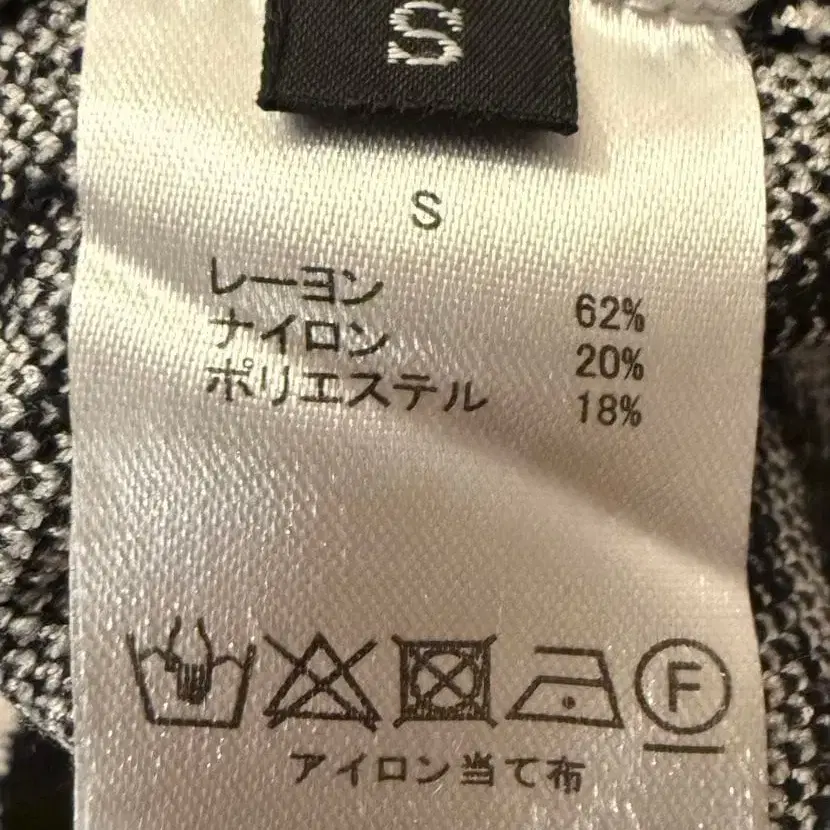 S
S
レーヨン 62%
ナイロン 20%
ポリエステル 18%
F
アイロン当て布